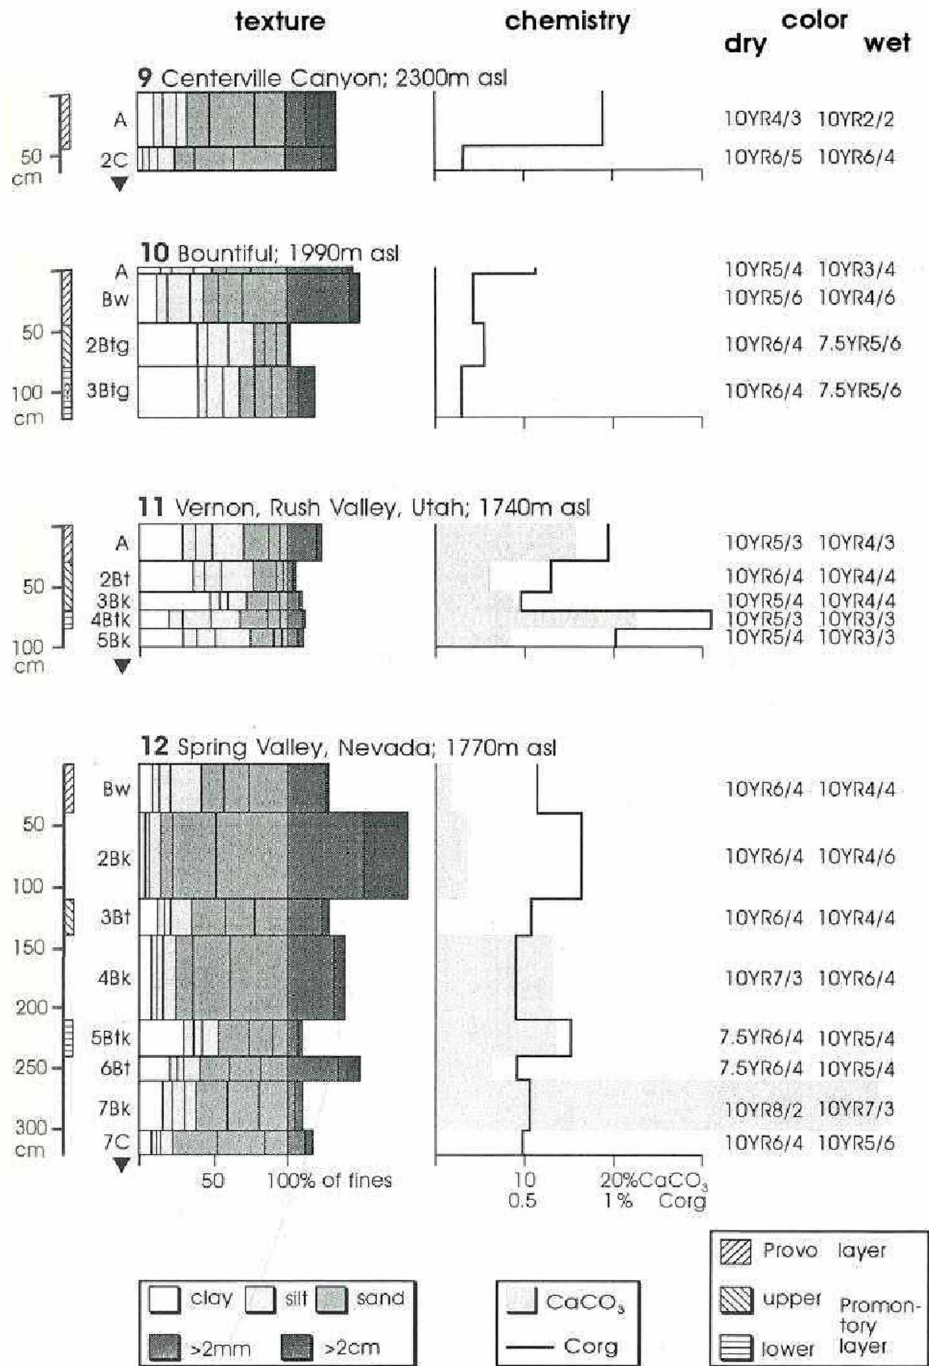 texture chemistry color
dry wet
9 Centerville Canyon; 2300m asl
A 10YR4/3 10YR2/2
50 2C 10YR6/5 10YR6/4
cm
10 Bountiful; 1990m asl
A 10YR5/4 10YR3/4
Bw 10YR5/6 10YR4/6
50 2Btg 10YR6/4 7.5YR5/6
100 3Btg 10YR6/4 7.5YR5/6
cm
11 Vernon, Rush Valley, Utah; 1740m asl
A 10YR5/3 10YR4/3
50 2Bt 10YR6/4 10YR4/4
3Bk 10YR5/4 10YR4/4
4Btk 10YR5/3 10YR3/3
100 5Bk 10YR5/4 10YR3/3
cm
12 Spring Valley, Nevada; 1770m asl
Bw 10YR6/4 10YR4/4
50
2Bk 10YR6/4 10YR4/6
100
3Bt 10YR6/4 10YR4/4
150
4Bk 10YR7/3 10YR6/4
200
5Btk 7.5YR6/4 10YR5/4
250 6Bt 7.5YR6/4 10YR5/4
7Bk 10YR8/2 10YR7/3
300
cm 7C 10YR6/4 10YR5/6
50 100% of fines 10 20%CaCO₃
0.5 1% Corg
clay silt sand
>2mm >2cm
CaCO₃
Corg
Provo layer
upper Promon-
tory
lower layer